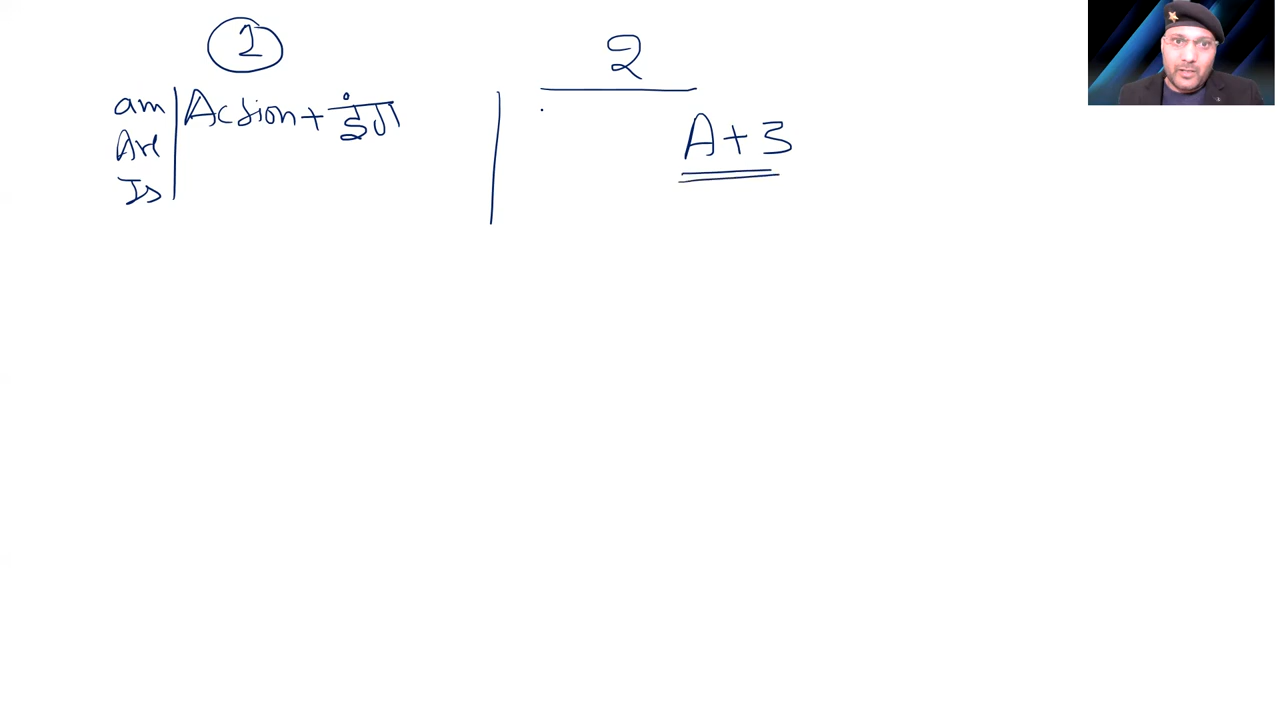 1
am Action + इंग
Are
Is
2
A + 3